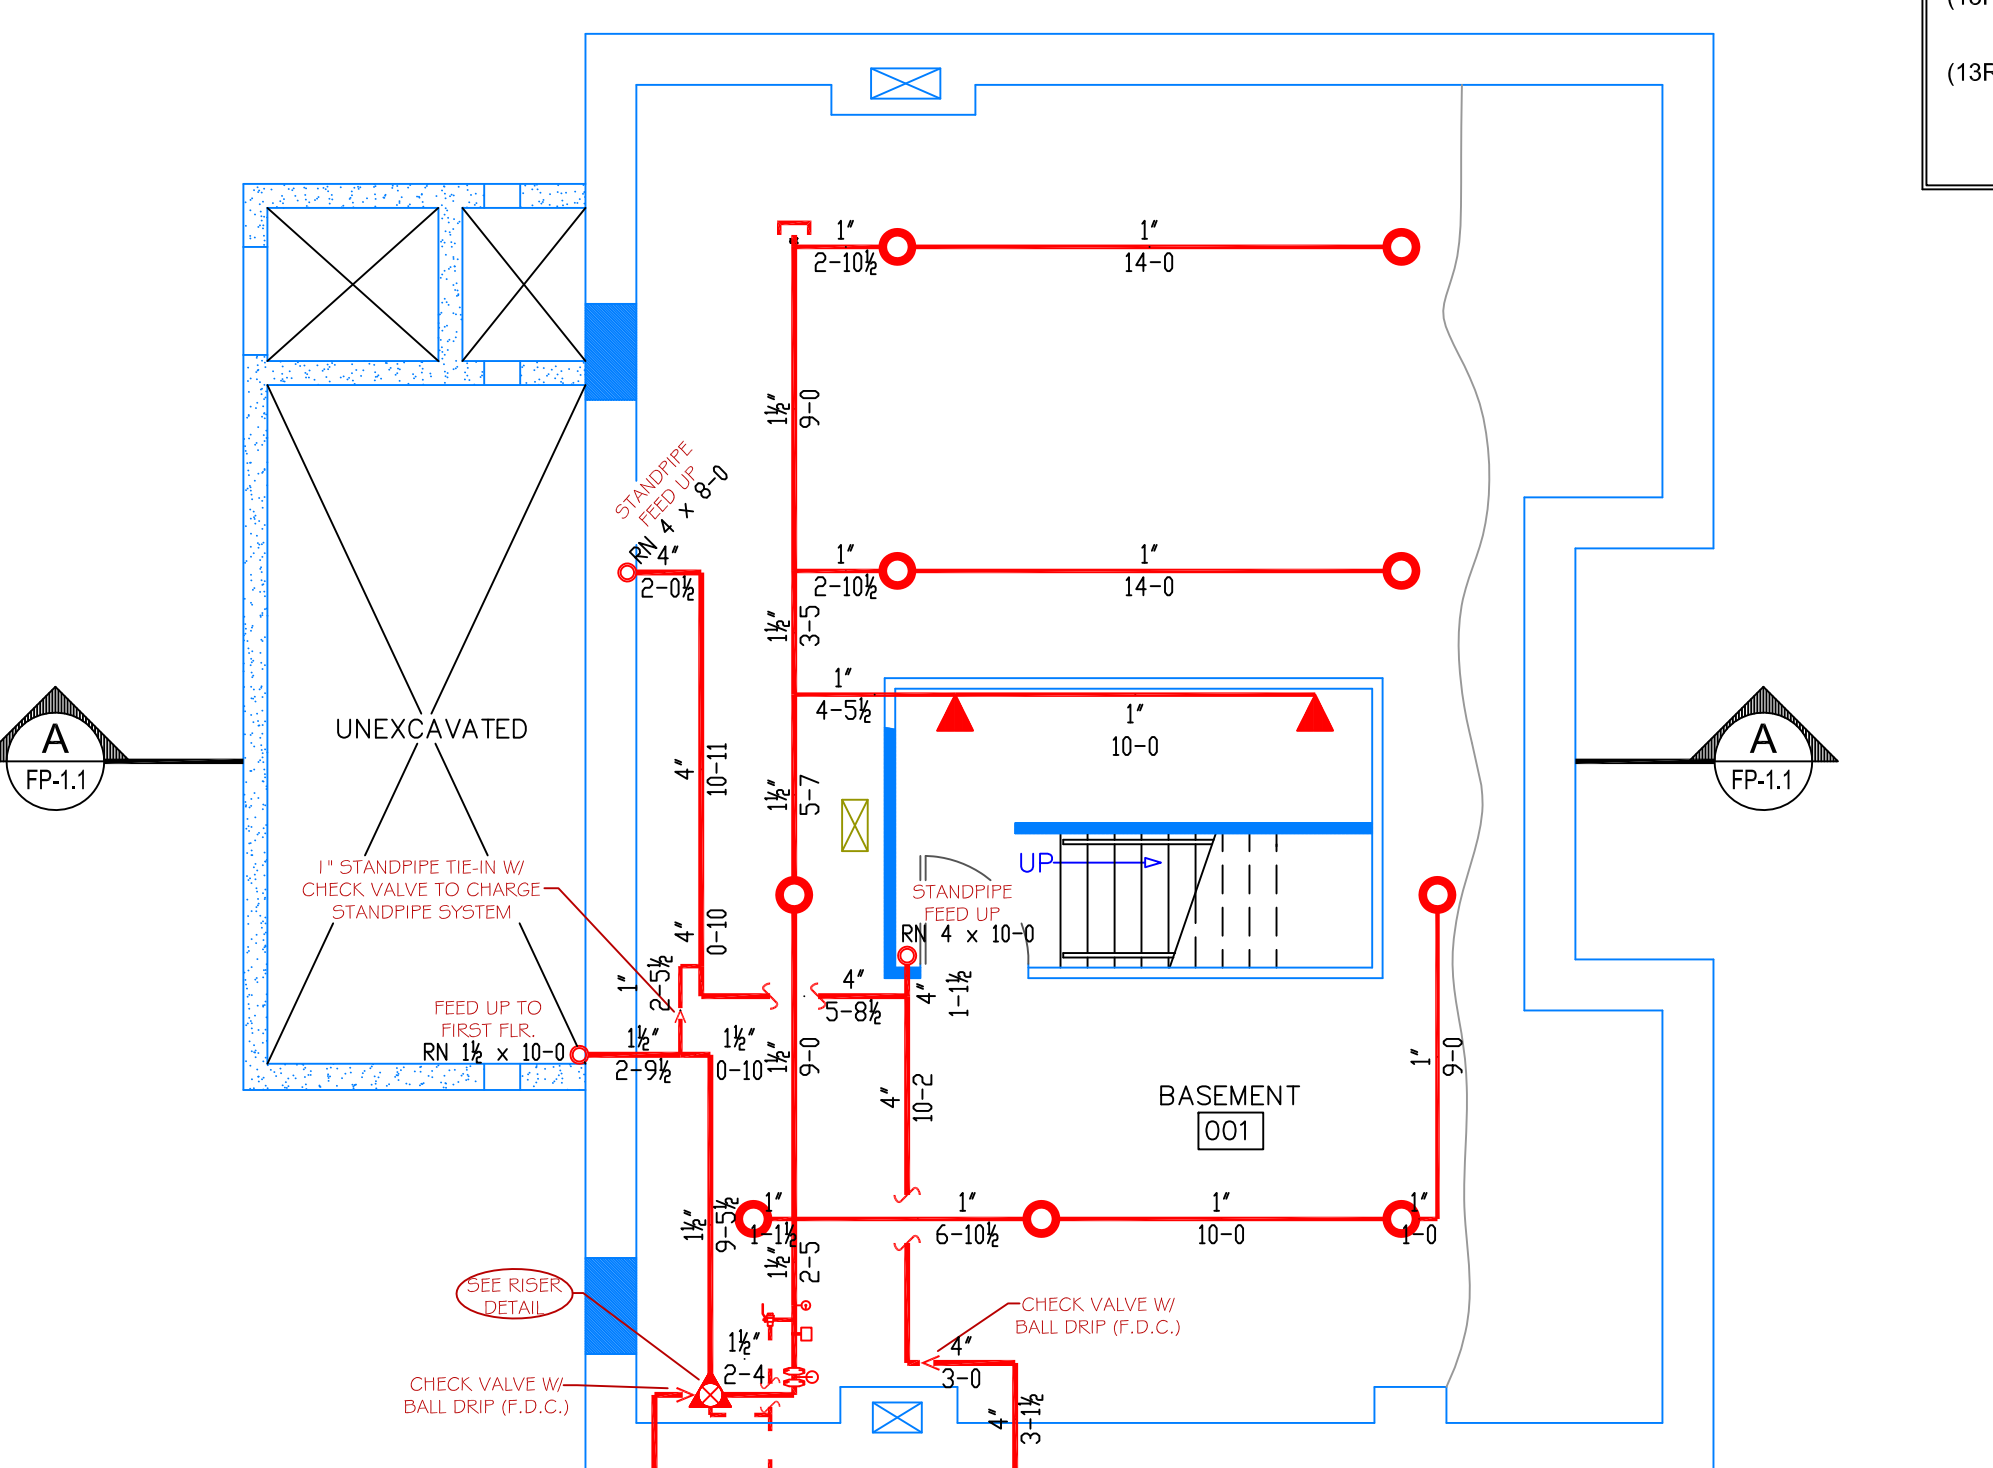 (13R
1"
2-10½
1"
14-0
1½"
9-0
STANDPIPE
FEED UP
RN 4 x 8-0
4"
2-0½
1"
2-10½
1"
14-0
1½"
3-5
1"
4-5½
1"
10-0
UNEXCAVATED
A
FP-1.1
A
FP-1.1
4"
10-11
1½"
5-7
UP
1" STANDPIPE TIE-IN W/
CHECK VALVE TO CHARGE
STANDPIPE SYSTEM
STANDPIPE
FEED UP
RN 4 x 10-0
4"
0-10
1"
2-5½
4"
5-8½
4"
1-1½
FEED UP TO
FIRST FLR.
RN 1½ x 10-0
1½"
2-9½
1½"
0-10
1½"
9-0
4"
10-2
1"
9-0
BASEMENT
001
1½"
9-5½
1"
1-1½
1"
6-10½
1"
10-0
1"
1-0
1½"
2-5
SEE RISER
DETAIL
CHECK VALVE W/
BALL DRIP (F.D.C.)
1½"
2-4
4"
3-0
CHECK VALVE W/
BALL DRIP (F.D.C.)
4"
3-1½